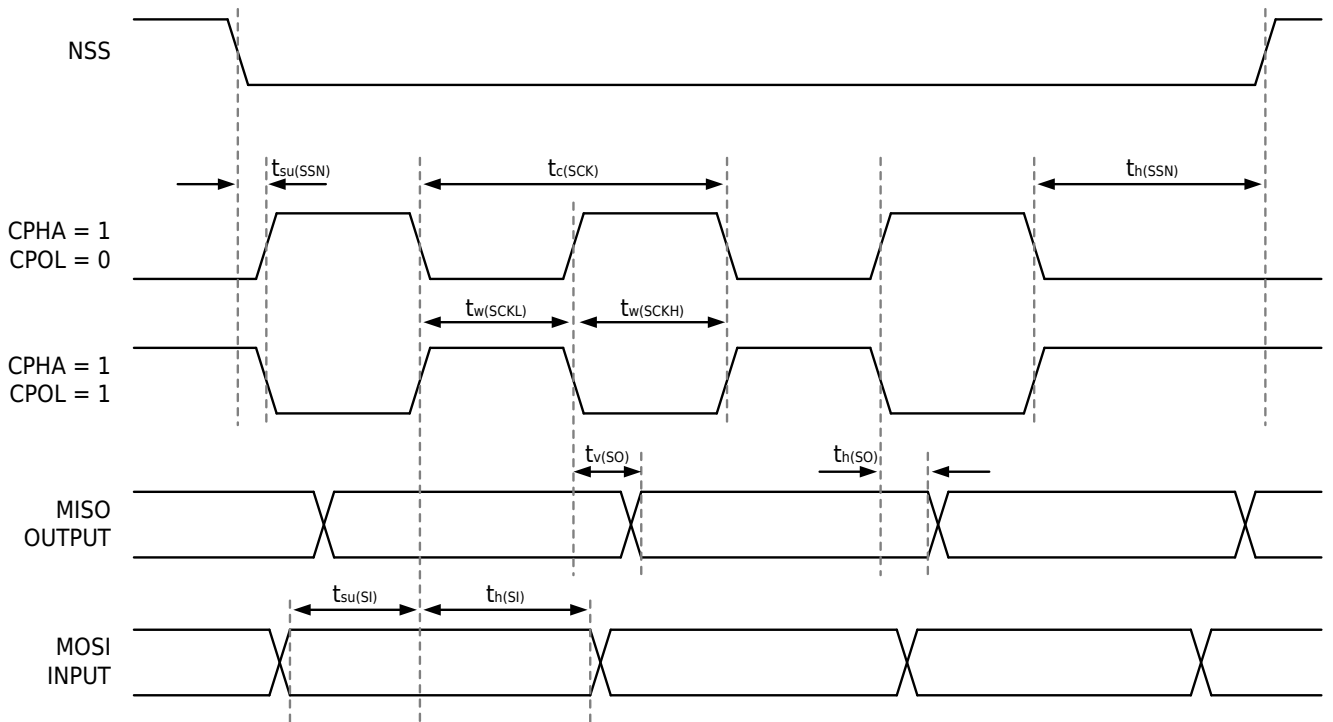 NSS
tsu(SSN)
tc(SCK)
th(SSN)
CPHA = 1
CPOL = 0
tw(SCKL)
tw(SCKH)
CPHA = 1
CPOL = 1
tv(SO)
th(SO)
MISO
OUTPUT
tsu(SI)
th(SI)
MOSI
INPUT